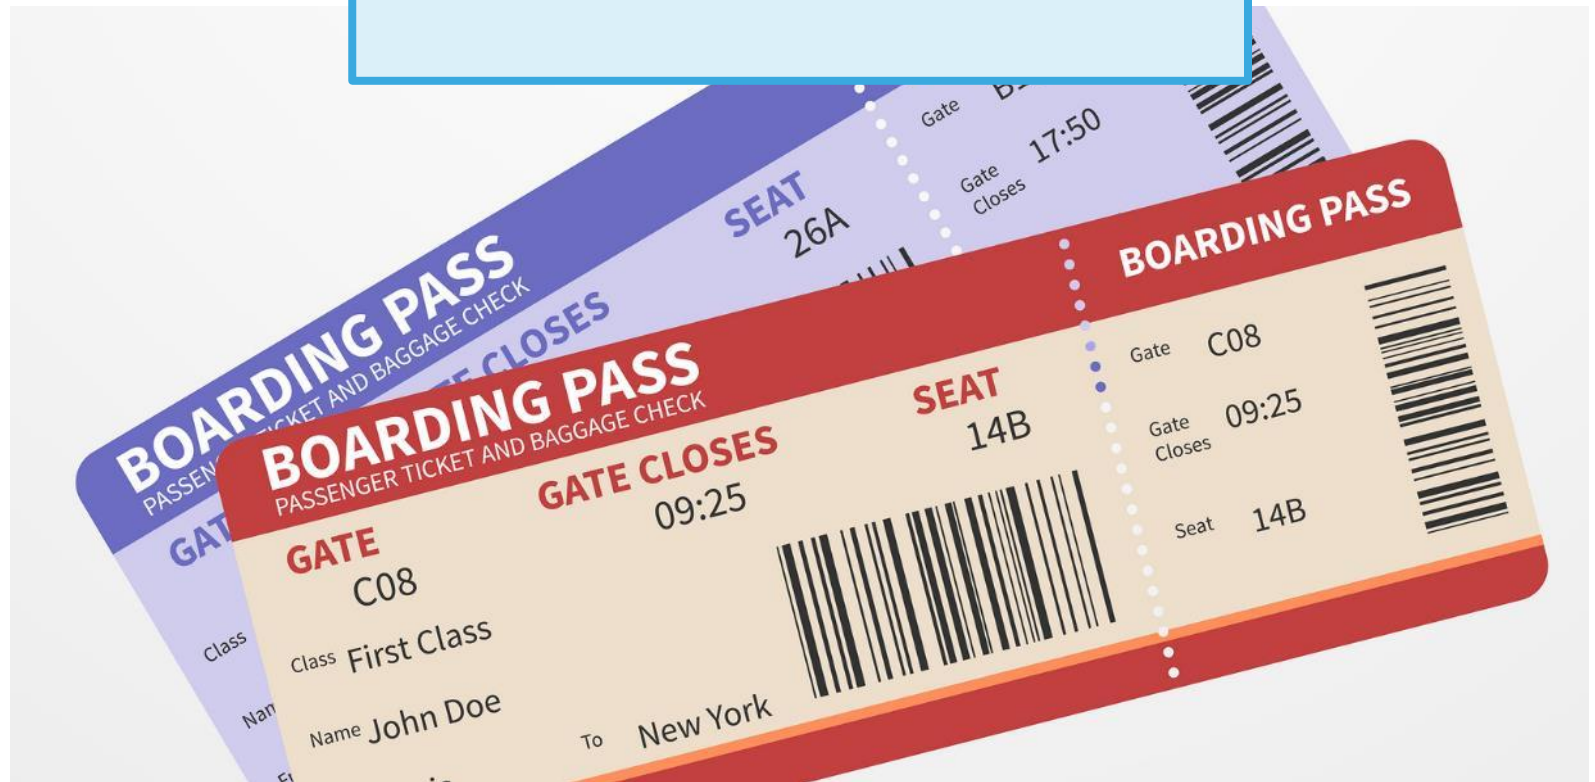 BOARDING PASS
PASSENGER TICKET AND BAGGAGE CHECK
GATE
C08
GATE CLOSES
09:25
SEAT
14B
Class First Class
Name John Doe
To New York
BOARDING PASS
Gate C08
Gate Closes 09:25
Seat 14B
BOARDING PASS
TICKET AND BAGGAGE CHECK
CLOSES
SEAT
26A
Class
Gate
Gate Closes 17:50